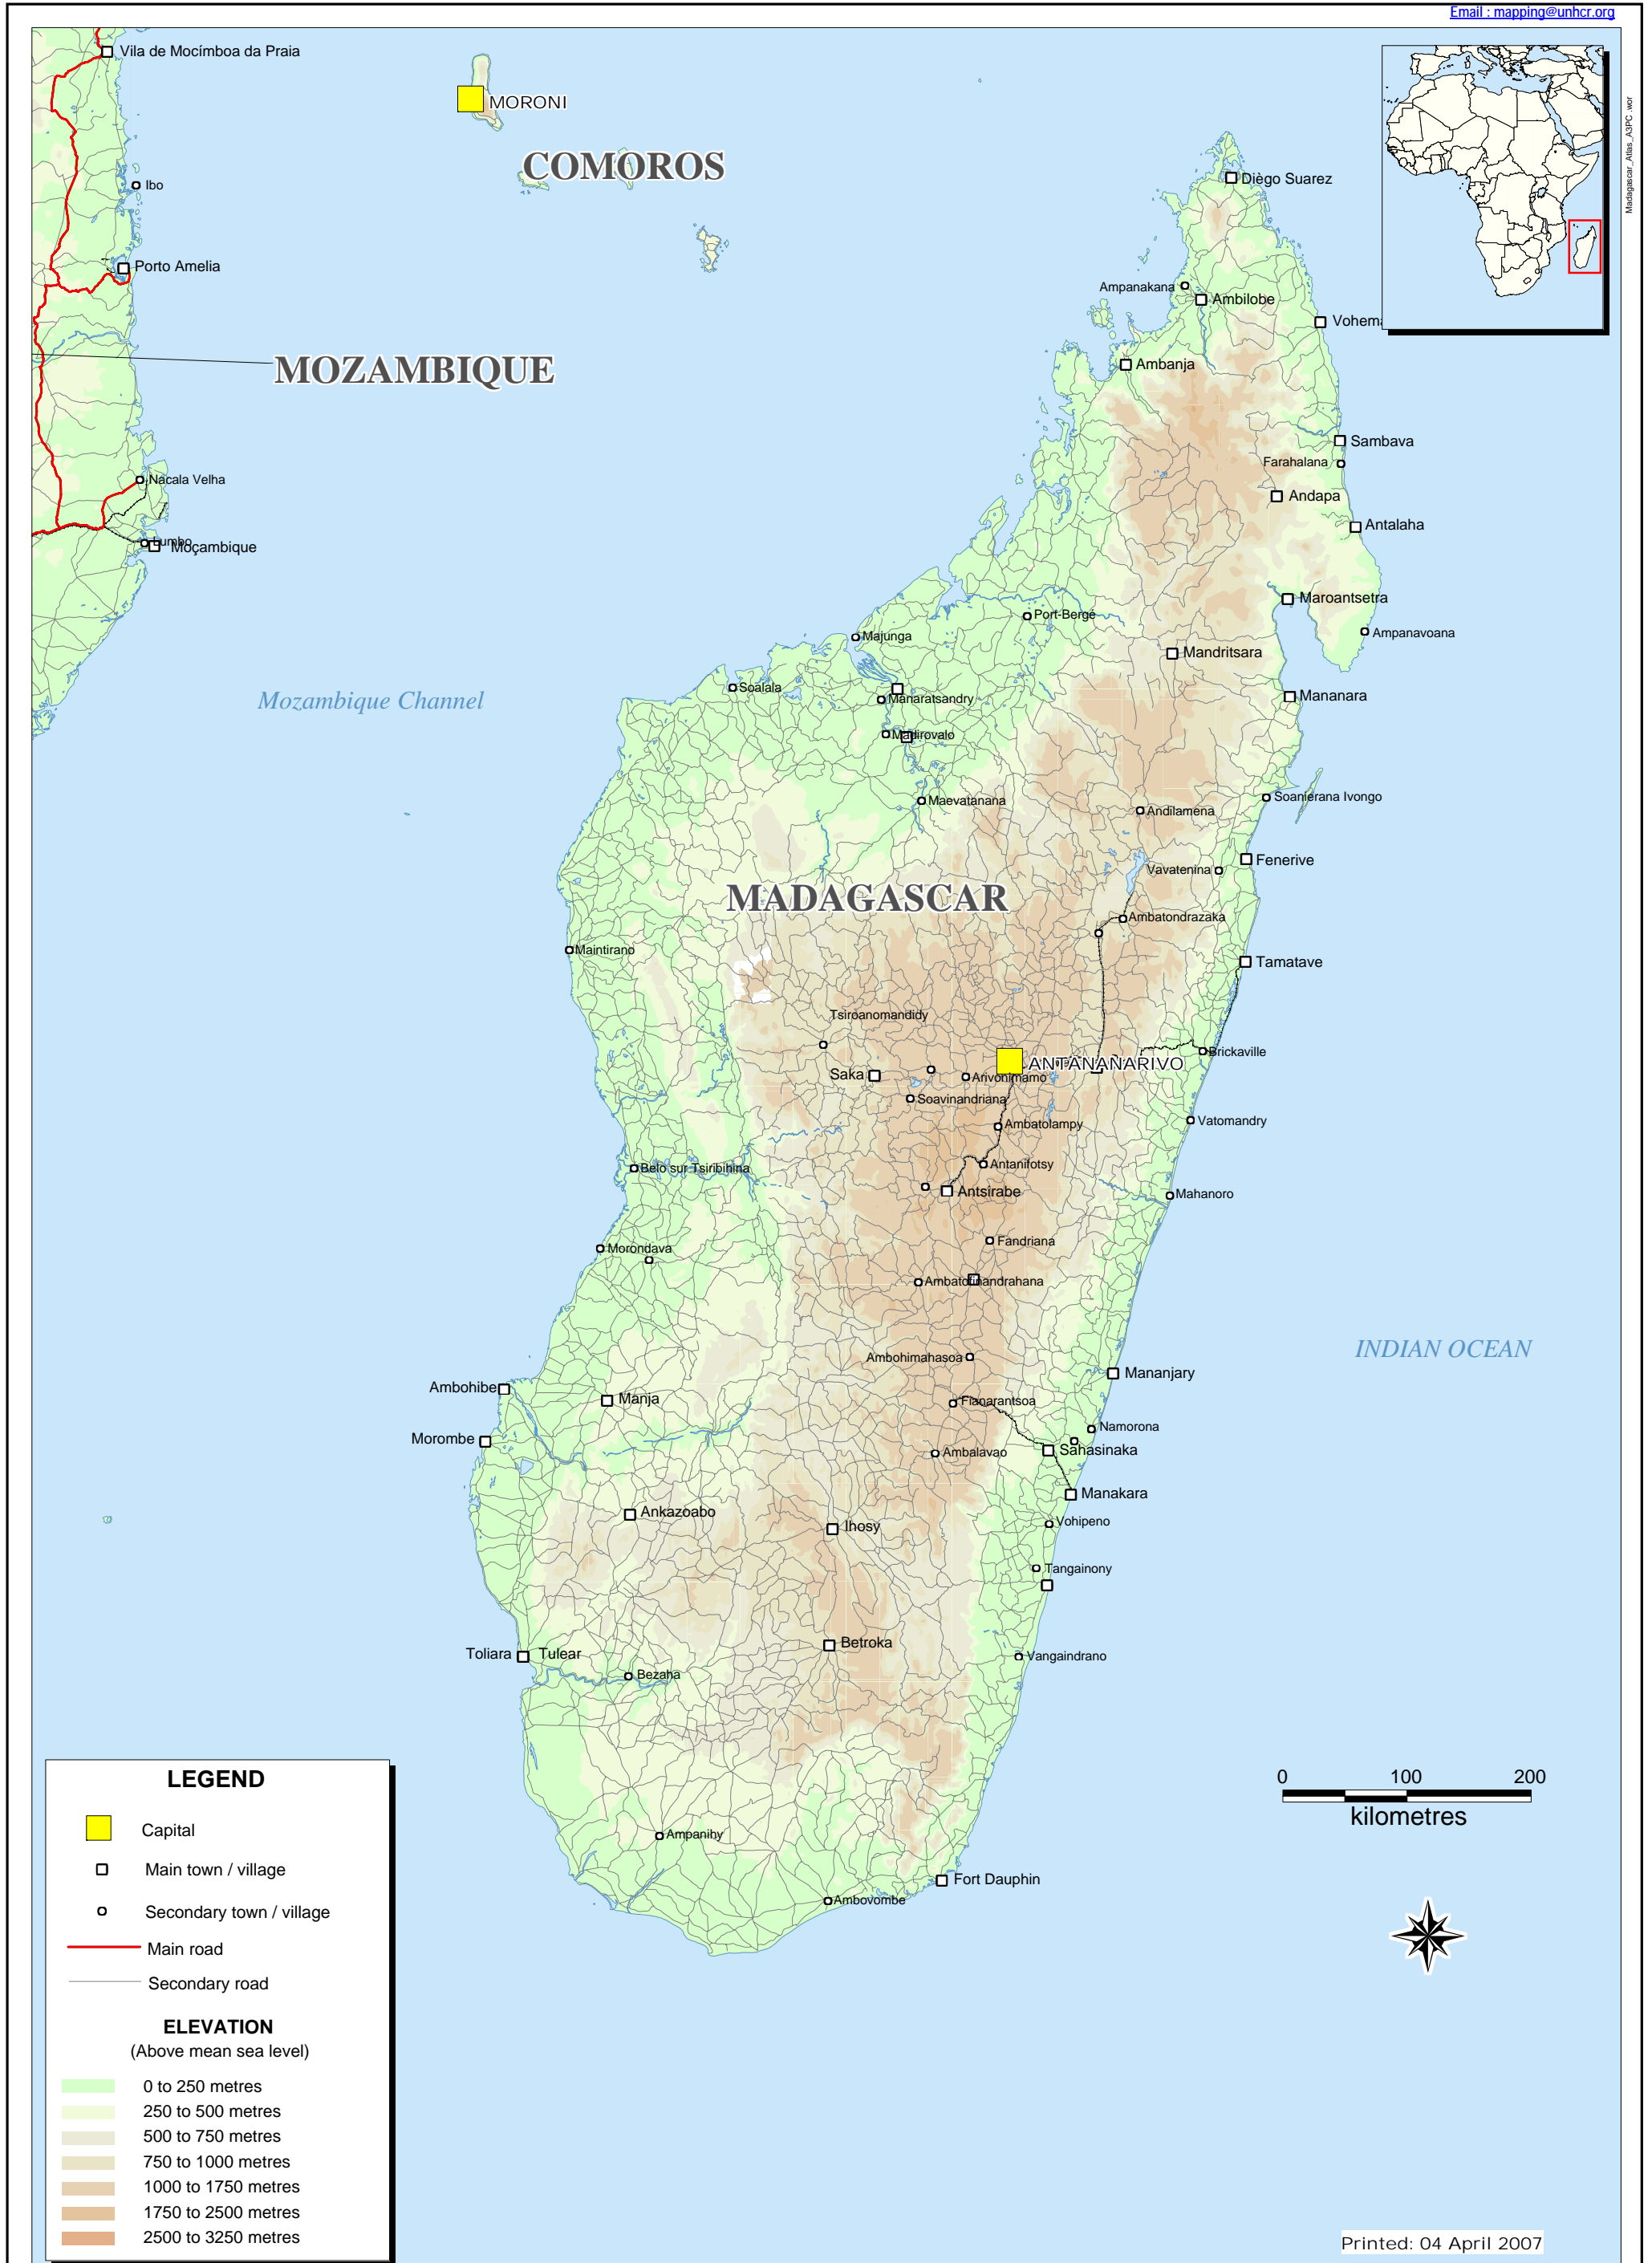 Email : mapping@unhcr.org
Madagascar_Atlas_A3PC .wor
Vila de Mocímboa da Praia
MORONI
COMOROS
Ibo
Diègo Suarez
Porto Amelia
Ampanakana
Ambilobe
Vohema
MOZAMBIQUE
Ambanja
Sambava
Farahalana
Nacala Velha
Andapa
Antalaha
Lumbo
Moçambique
Maroantsetra
Port-Bergé
Ampanavoana
Majunga
Mandritsara
Soalala
Mananara
Mozambique Channel
Manaratsandry
Madirovalo
Soanierana Ivongo
Maevatanana
Andilamena
Fenerive
Vavatenina
MADAGASCAR
Ambatondrazaka
Maintirano
Tamatave
Tsiroanomandidy
Brickaville
ANTANANARIVO
Saka
Arivonimamo
Soavinandriana
Vatomandry
Ambatolampy
Antanifotsy
Belo sur Tsiribihina
Antsirabe
Mahanoro
Fandriana
Morondava
Ambatofinandrahana
INDIAN OCEAN
Ambohimahasoa
Mananjary
Ambohibe
Manja
Fianarantsoa
Namorona
Morombe
Sahasinaka
Ambalavao
Manakara
Ankazoabo
Vohipeno
Ihosy
Tangainony
Betroka
Toliara
Tulear
Vangaindrano
Bezaha
Ampanihy
Fort Dauphin
Ambovombe
0 100 200
kilometres
LEGEND
Capital
Main town / village
Secondary town / village
Main road
Secondary road
ELEVATION
(Above mean sea level)
0 to 250 metres
250 to 500 metres
500 to 750 metres
750 to 1000 metres
1000 to 1750 metres
1750 to 2500 metres
2500 to 3250 metres
Printed: 04 April 2007